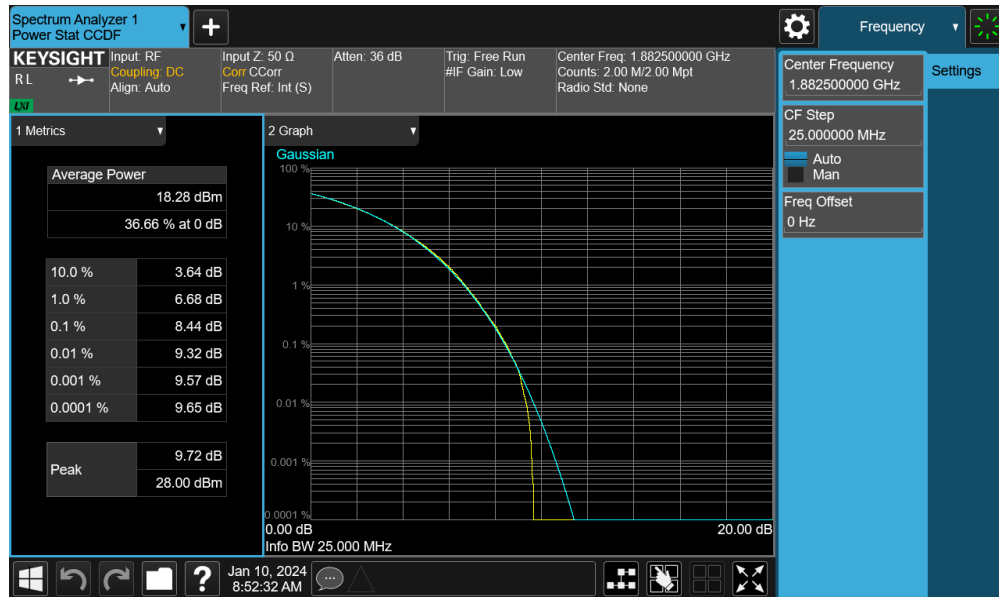 Spectrum Analyzer 1
Power Stat CCDF
+
Frequency
KEYSIGHT
R L
LXI
Input: RF
Coupling: DC
Align: Auto
Input Z: 50 Ω
Corr CCorr
Freq Ref: Int (S)
Atten: 36 dB
Trig: Free Run
#IF Gain: Low
Center Freq: 1.882500000 GHz
Counts: 2.00 M/2.00 Mpt
Radio Std: None
Center Frequency
1.882500000 GHz
Settings
CF Step
25.000000 MHz
Auto
Man
Freq Offset
0 Hz
1 Metrics
Average Power
18.28 dBm
36.66 % at 0 dB
10.0 % 3.64 dB
1.0 % 6.68 dB
0.1 % 8.44 dB
0.01 % 9.32 dB
0.001 % 9.57 dB
0.0001 % 9.65 dB
Peak
9.72 dB
28.00 dBm
2 Graph
Gaussian
100 %
10 %
1 %
0.1 %
0.01 %
0.001 %
0.0001 %
0.00 dB 20.00 dB
Info BW 25.000 MHz
?
Jan 10, 2024
8:52:32 AM